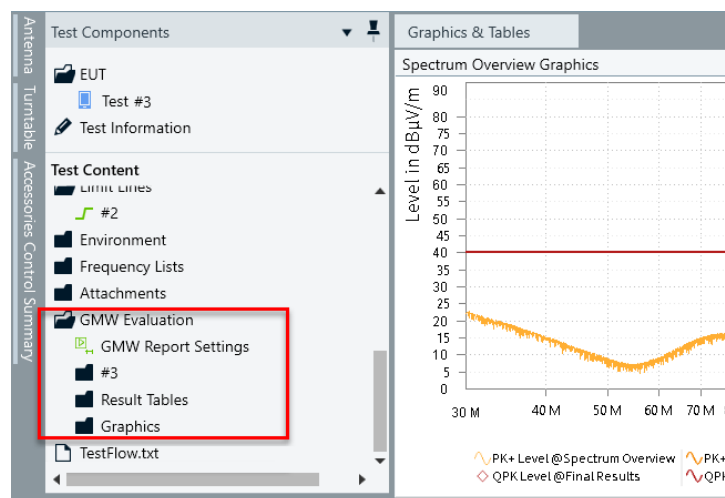 Antenna
Turntable
Accessories Control
Summary
Test Components
EUT
Test #3
Test Information
Test Content
Limit Lines
#2
Environment
Frequency Lists
Attachments
GMW Evaluation
GMW Report Settings
#3
Result Tables
Graphics
TestFlow.txt
Graphics & Tables
Spectrum Overview Graphics
Level in dBµV/m
90
80
70
65
60
55
50
45
40
35
30
25
20
15
10
5
0
30 M 40 M 50 M 60 M 70 M
PK+ Level@Spectrum Overview PK+
QPK Level@Final Results QPK